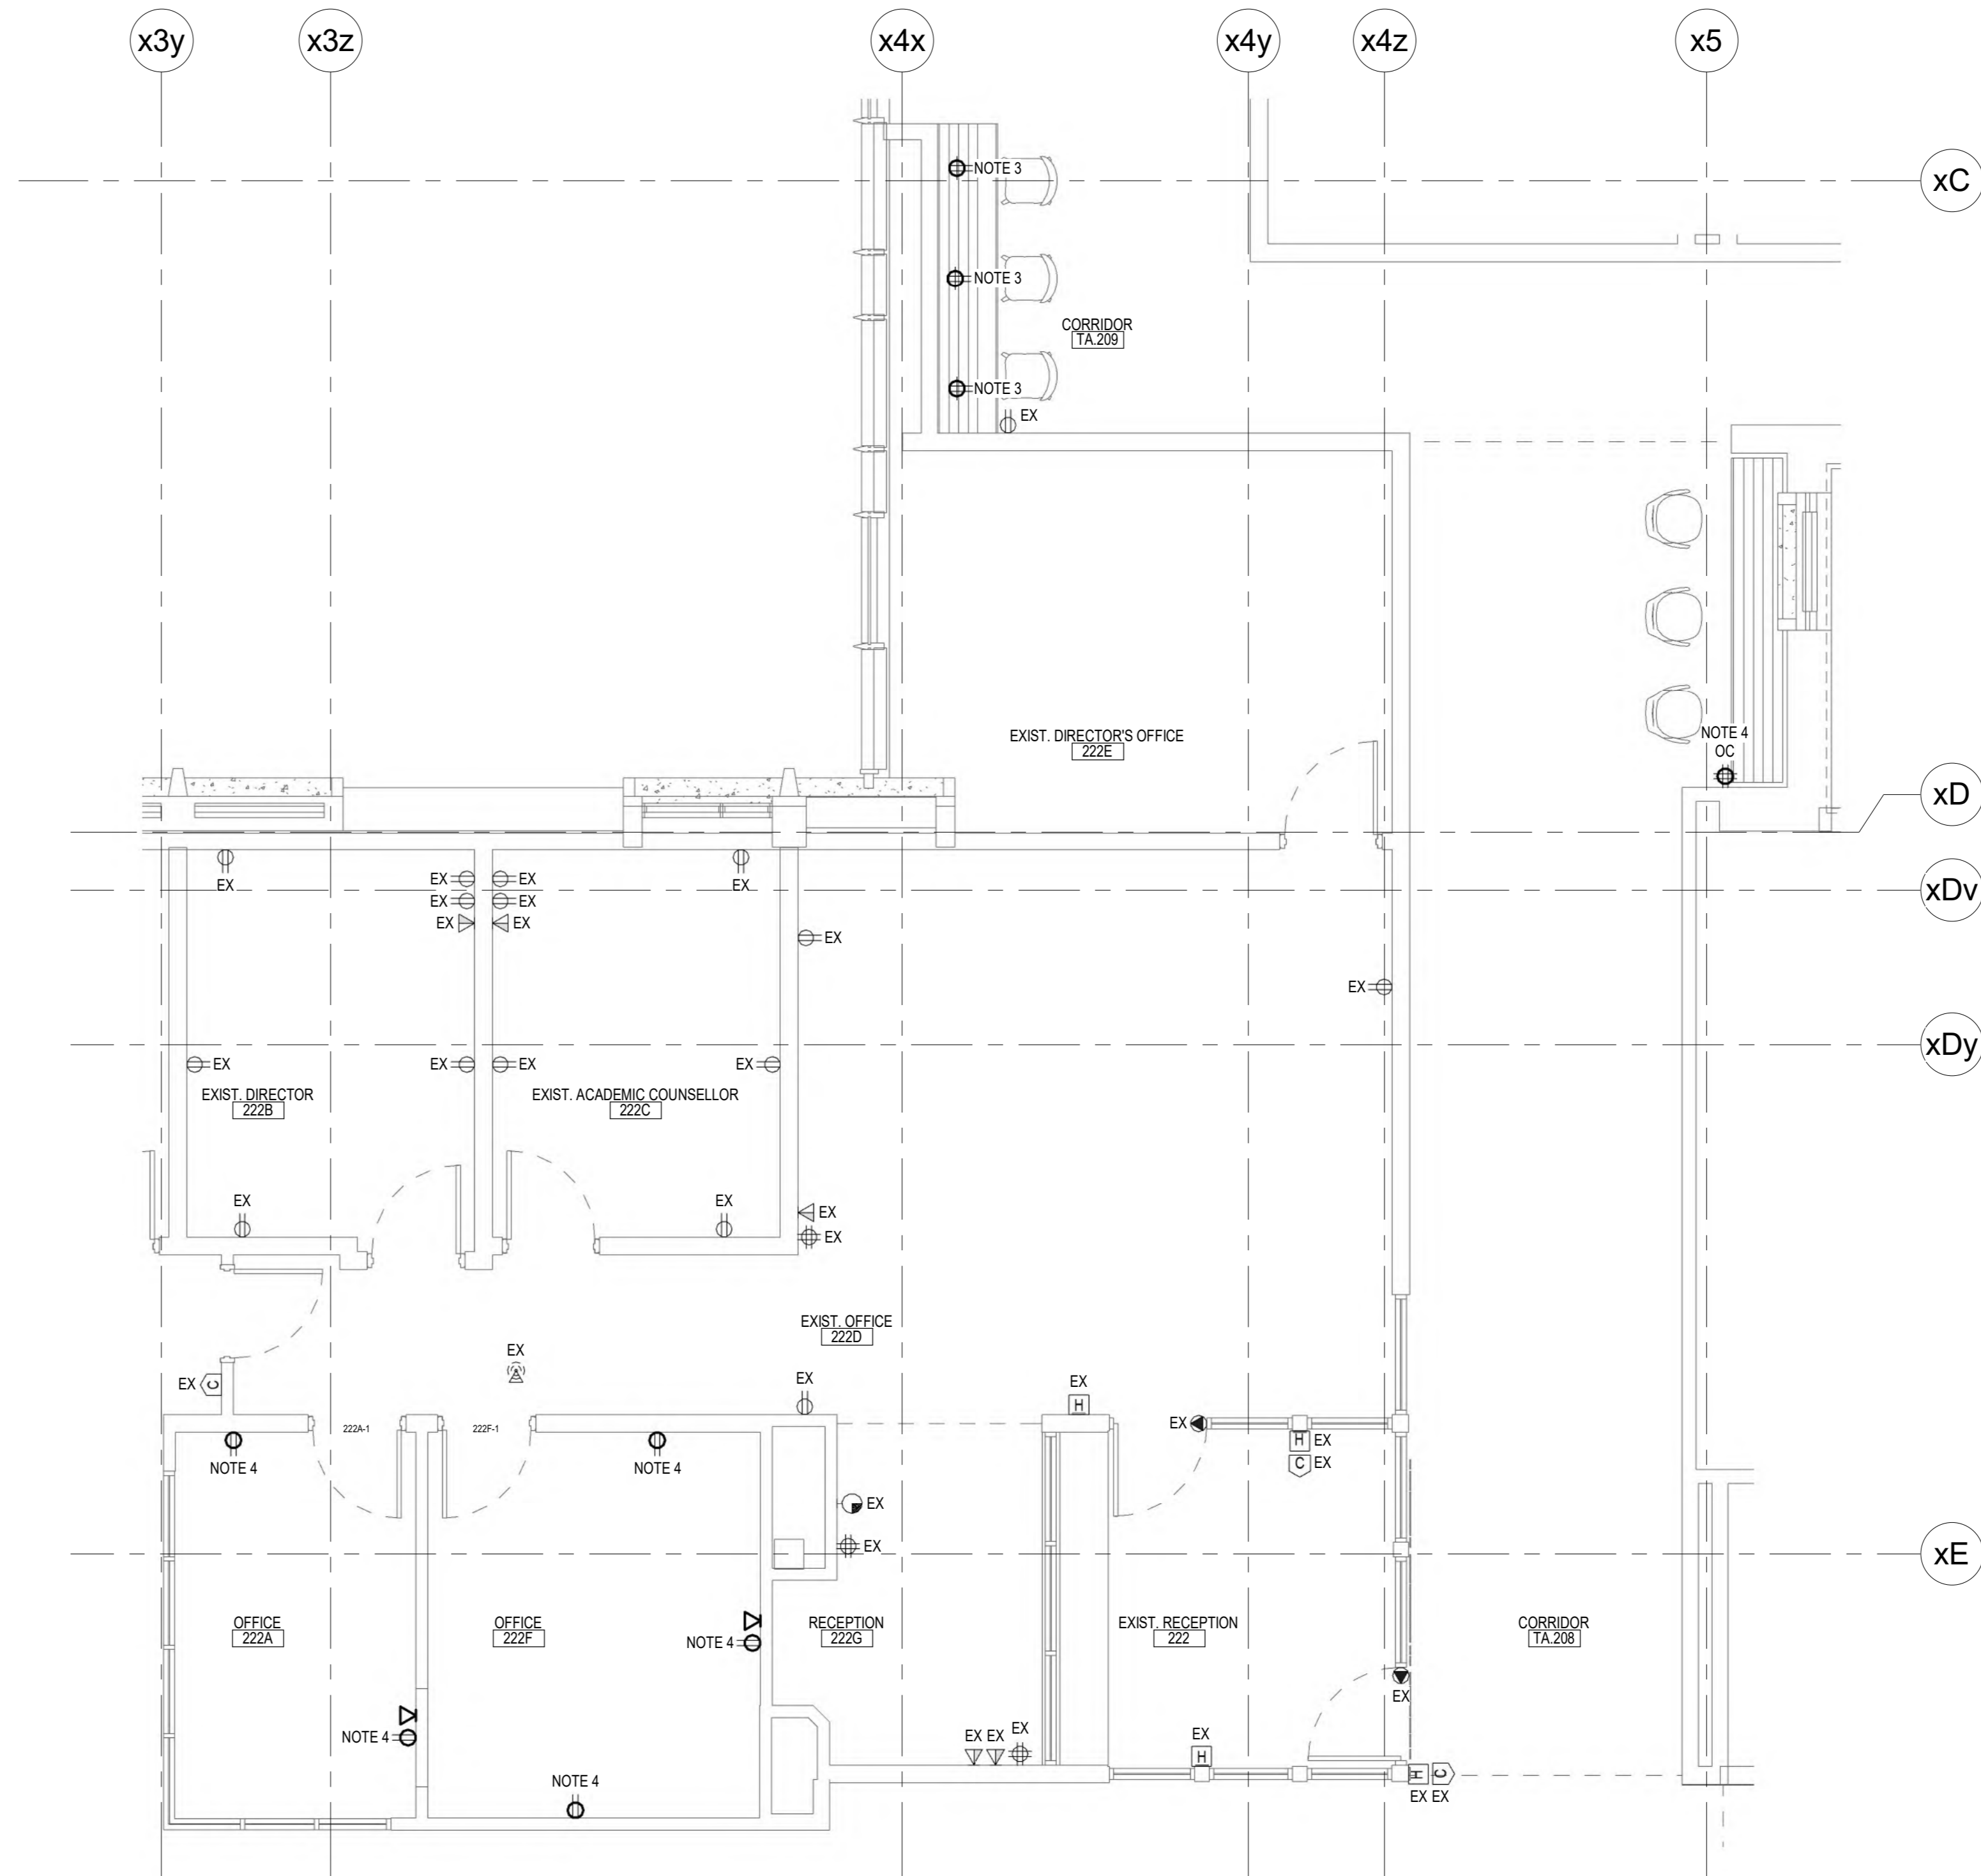 x3y
x3z
x4x
x4y
x4z
x5
NOTE 3
xC
NOTE 3
CORRIDOR
TA.209
NOTE 3
EX
EXIST. DIRECTOR'S OFFICE
222E
NOTE 4
OC
xD
EX
EX
EX
EX
EX
EX
EX
xDv
EX
EX
EX
EX
xDy
EX
EX
EX
EX
EXIST. DIRECTOR
222B
EXIST. ACADEMIC COUNSELLOR
222C
EX
EX
EX
EX
EXIST. OFFICE
222D
EX
EX
C
EX
EX
H
222A-1
222F-1
EX
H
EX
C
EX
NOTE 4
NOTE 4
EX
EX
xE
OFFICE
222A
OFFICE
222F
NOTE 4
RECEPTION
222G
EXIST. RECEPTION
222
CORRIDOR
TA.208
EX
NOTE 4
EX
EX
EX
EX
H
H
C
EX
EX
NOTE 4